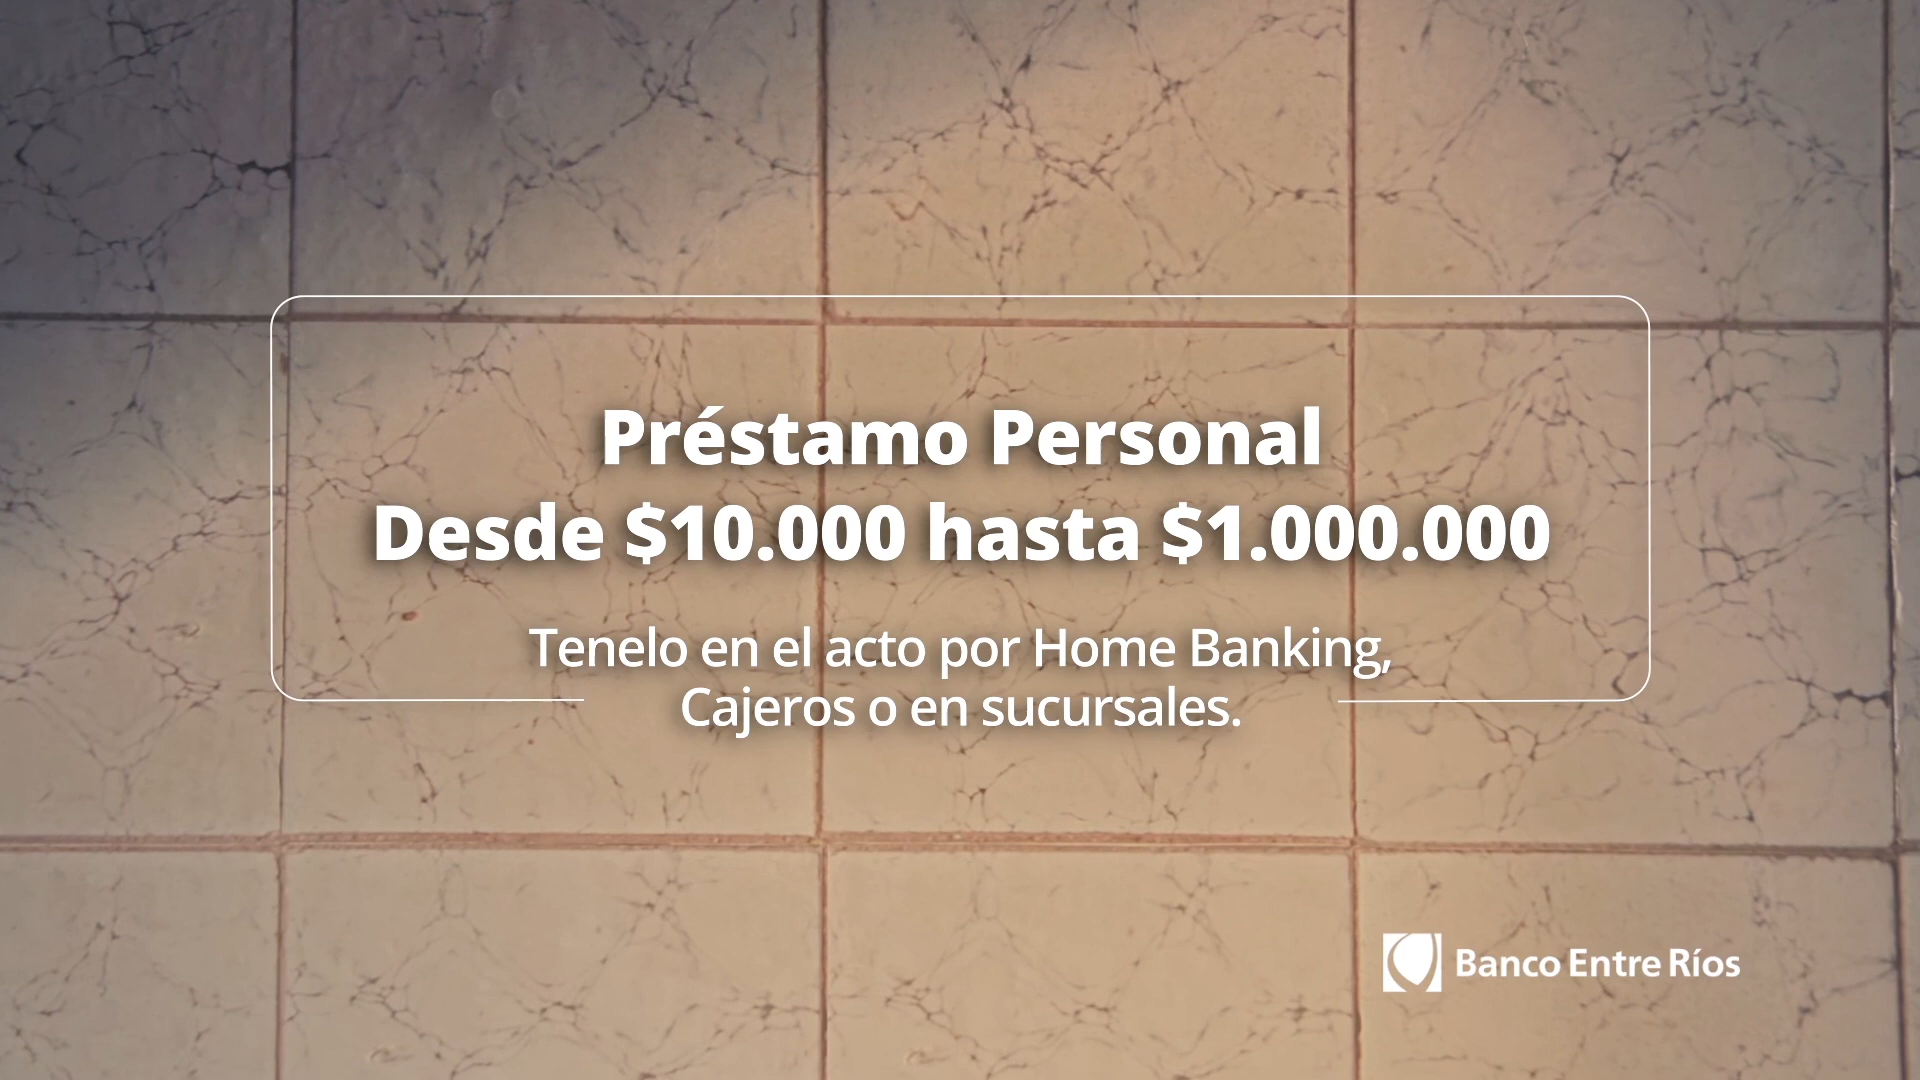 Préstamo Personal
Desde $10.000 hasta $1.000.000
Tenelo en el acto por Home Banking,
Cajeros o en sucursales.
Banco Entre Ríos